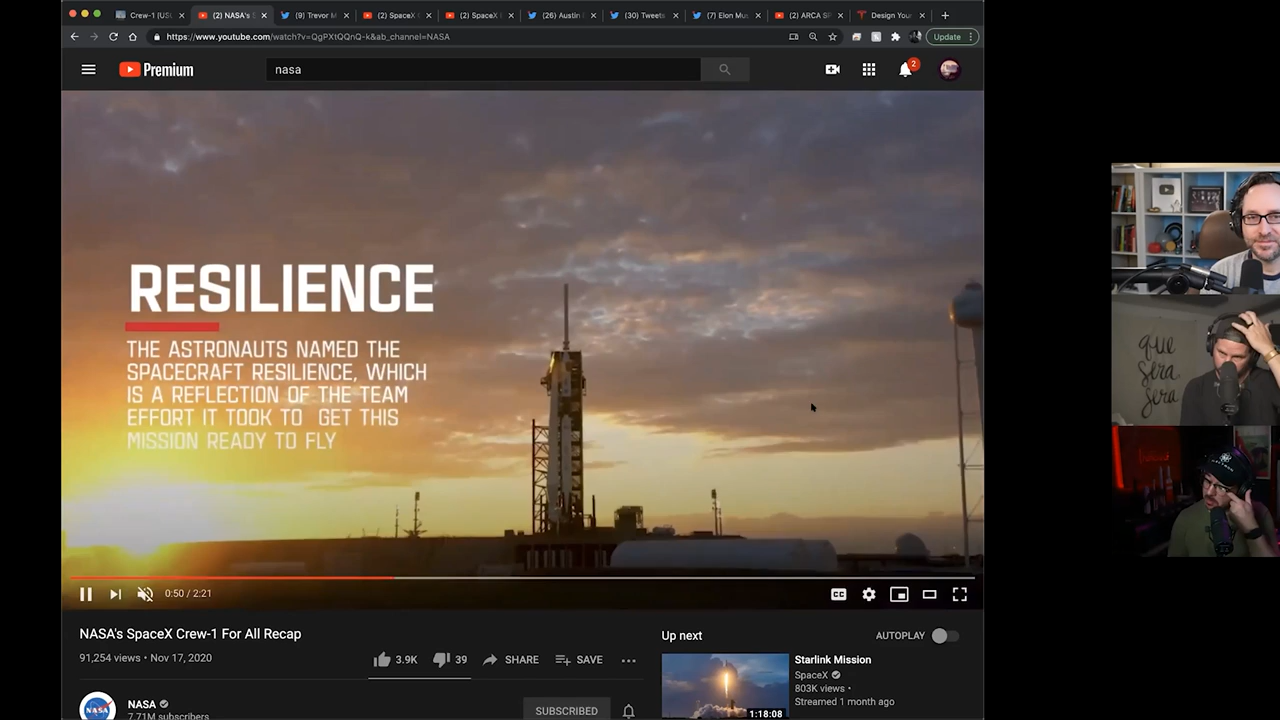 Crew-1 (US
(2) NASA's S
(9) Trevor M
(2) SpaceX
(2) SpaceX
(26) Austin
(30) Tweets
(7) Elon Mus
(2) ARCA SP
Design Your
https://www.youtube.com/watch?v=QgPXtQQnQ-k&ab_channel=NASA
Update
Premium
nasa
2
RESILIENCE
THE ASTRONAUTS NAMED THE
SPACECRAFT RESILIENCE, WHICH
IS A REFLECTION OF THE TEAM
EFFORT IT TOOK TO GET THIS
MISSION READY TO FLY
que
sera
sera
0:50 / 2:21
CC
NASA's SpaceX Crew-1 For All Recap
91,254 views • Nov 17, 2020
3.9K
39
SHARE
SAVE
NASA
NASA
7.71M subscribers
SUBSCRIBED
Up next
AUTOPLAY
Starlink Mission
SpaceX
803K views •
Streamed 1 month ago
1:18:08